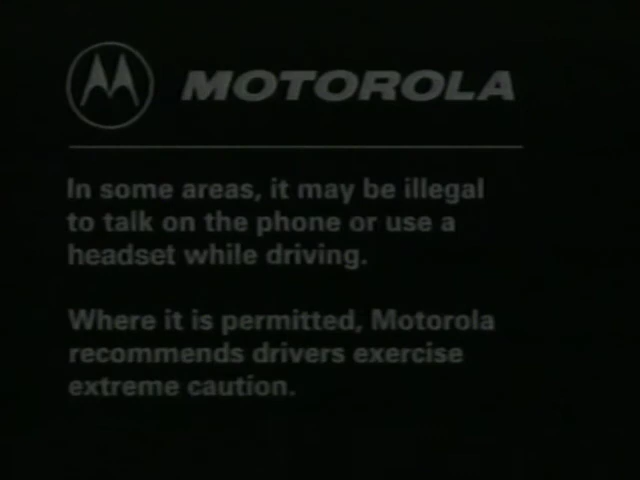 MOTOROLA
In some areas, it may be illegal
to talk on the phone or use a
headset while driving.
Where it is permitted, Motorola
recommends drivers exercise
extreme caution.